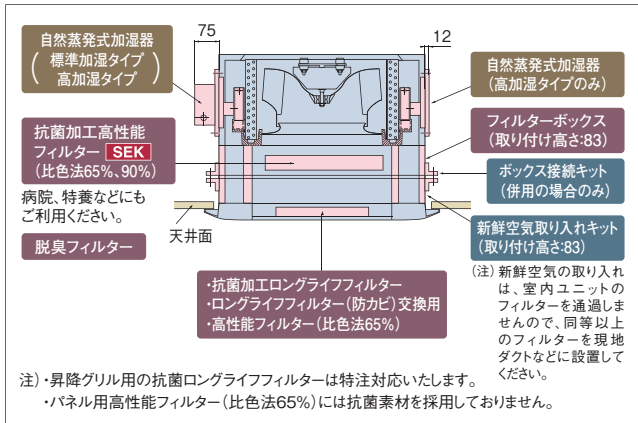 75
12
自然蒸発式加湿器
標準加湿タイプ
高加湿タイプ
自然蒸発式加湿器
(高加湿タイプのみ)
抗菌加工高性能
フィルター SEK
(比色法65%、90%)
病院、特養などにも
ご利用ください。
脱臭フィルター
天井面
フィルターボックス
(取り付け高さ:83)
ボックス接続キット
(併用の場合のみ)
新鮮空気取り入れキット
(取り付け高さ:83)
(注)新鮮空気の取り入れ
は、室内ユニットの
フィルターを通過しま
せんので、同等以上
のフィルターを現地
ダクトなどに設置して
ください。
・抗菌加工ロングライフフィルター
・ロングライフフィルター(防カビ)交換用
・高性能フィルター(比色法65%)
注)・昇降グリル用の抗菌ロングライフフィルターは特注対応いたします。
・パネル用高性能フィルター(比色法65%)には抗菌素材を採用しておりません。